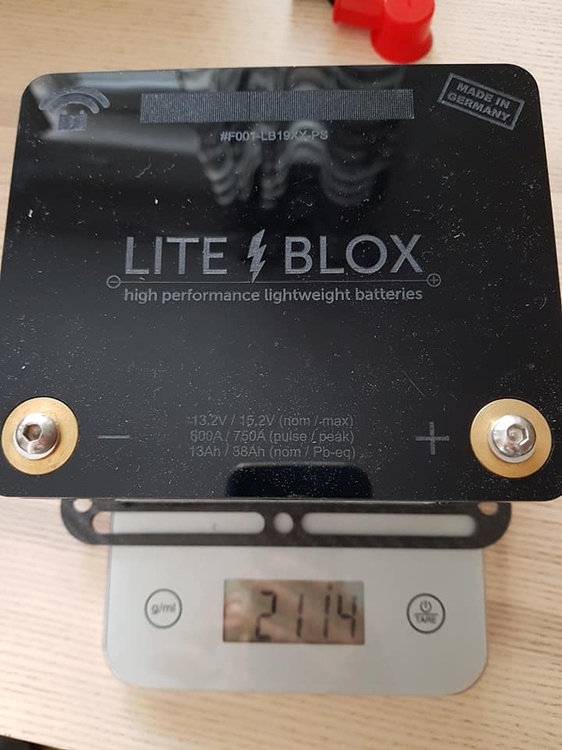 MADE IN
GERMANY
#F001-LB19XX-PS
LITE BLOX
high performance lightweight batteries
13.2V / 15.2V (nom / max)
600A / 750A (pulse / peak)
13Ah / 38Ah (nom / Pb-eq)
g/ml
2114
TARE